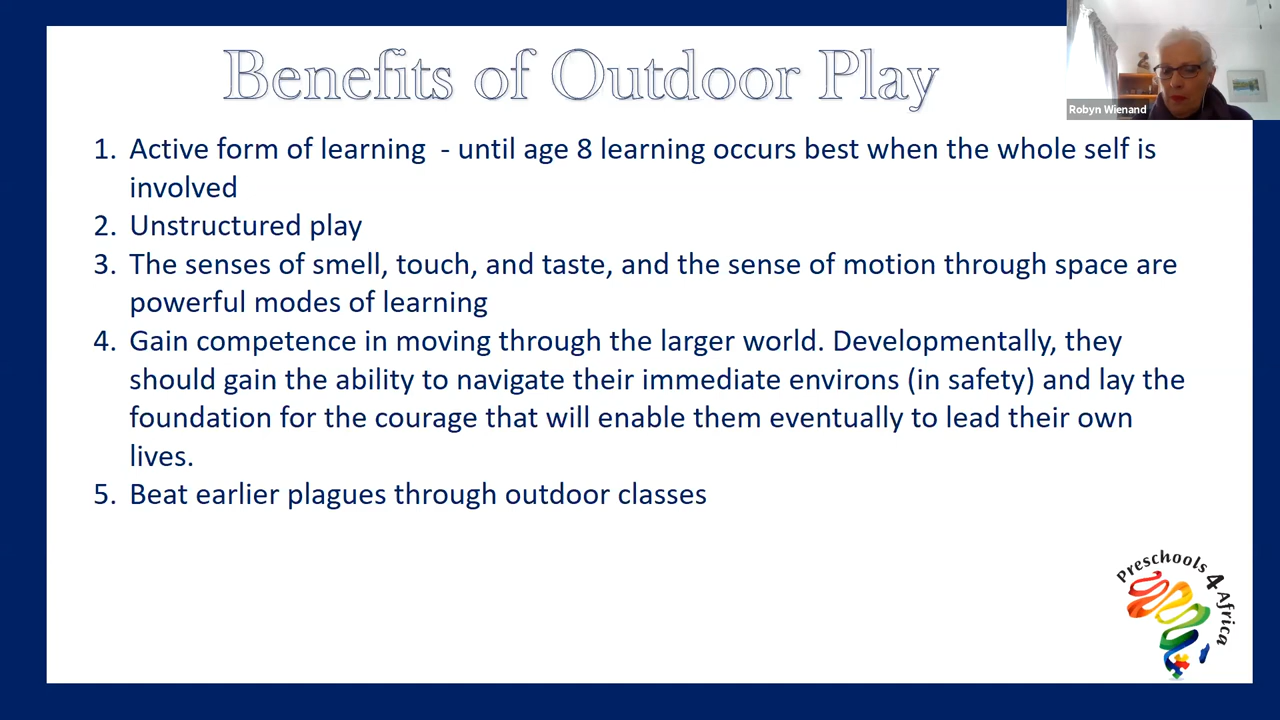 Benefits of Outdoor Play
Robyn Wienand
1. Active form of learning  - until age 8 learning occurs best when the whole self is
involved
2. Unstructured play
3. The senses of smell, touch, and taste, and the sense of motion through space are
powerful modes of learning
4. Gain competence in moving through the larger world. Developmentally, they
should gain the ability to navigate their immediate environs (in safety) and lay the
foundation for the courage that will enable them eventually to lead their own
lives.
5. Beat earlier plagues through outdoor classes
Preschools 4 Africa